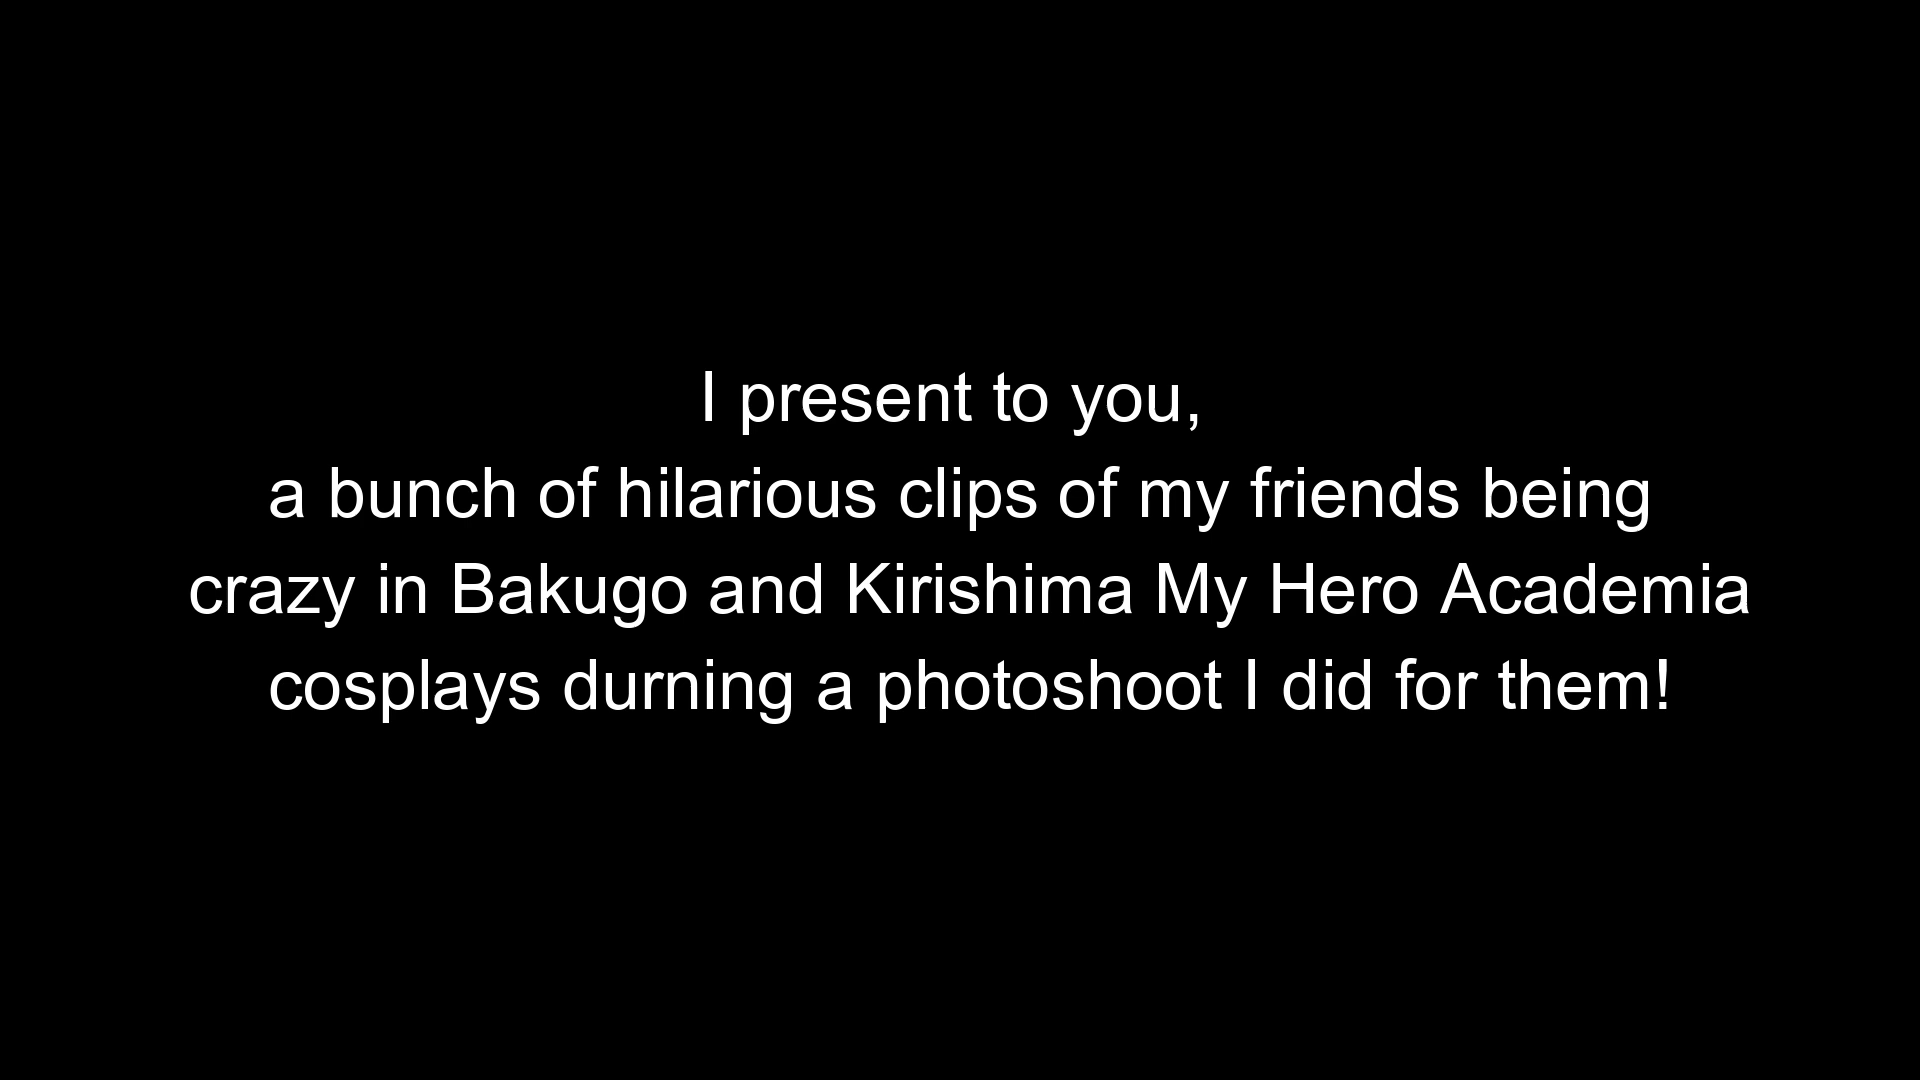 I present to you,
a bunch of hilarious clips of my friends being
crazy in Bakugo and Kirishima My Hero Academia
cosplays durning a photoshoot I did for them!